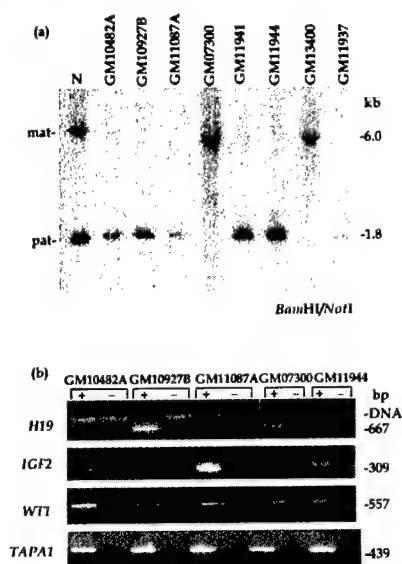 (a)
N GM10482A GM10927B GM11087A GM07300 GM11941 GM11944 GM13400 GM11937
kb
mat- -6.0
pat- -1.8
BamHI/NotI
(b)
GM10482A GM10927B GM11087A GM07300 GM11944
+ − + − + − + − + − bp
-DNA
H19 -667
IGF2 -309
WT1 -557
TAPA1 -439